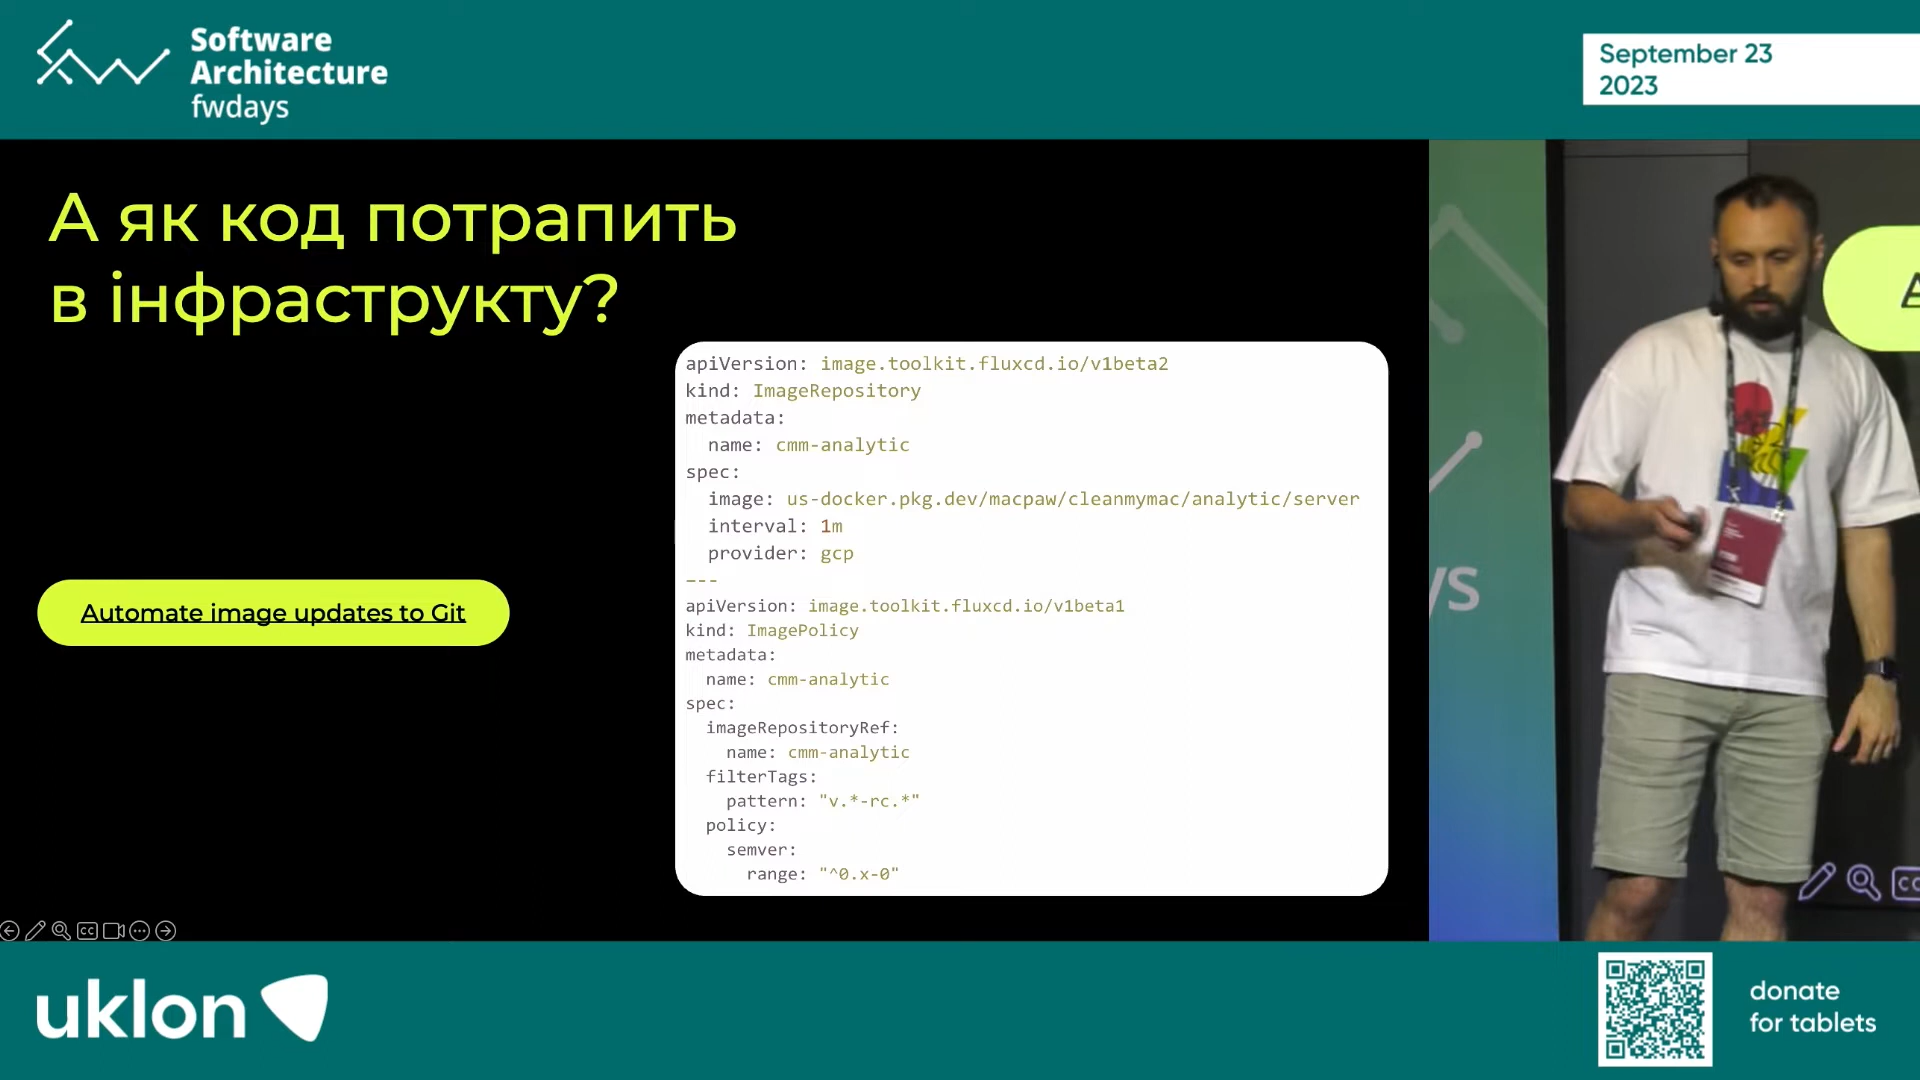 Software
Architecture
fwdays
September 23
2023
А як код потрапить
в інфраструкту?
apiVersion: image.toolkit.fluxcd.io/v1beta2
kind: ImageRepository
metadata:
  name: cmm-analytic
spec:
  image: us-docker.pkg.dev/macpaw/cleanmymac/analytic/server
  interval: 1m
  provider: gcp
---
apiVersion: image.toolkit.fluxcd.io/v1beta1
kind: ImagePolicy
metadata:
  name: cmm-analytic
spec:
  imageRepositoryRef:
    name: cmm-analytic
  filterTags:
    pattern: "v.*-rc.*"
  policy:
    semver:
      range: "^0.x-0"
Automate image updates to Git
CC
ys
A
CC
uklon
donate
for tablets